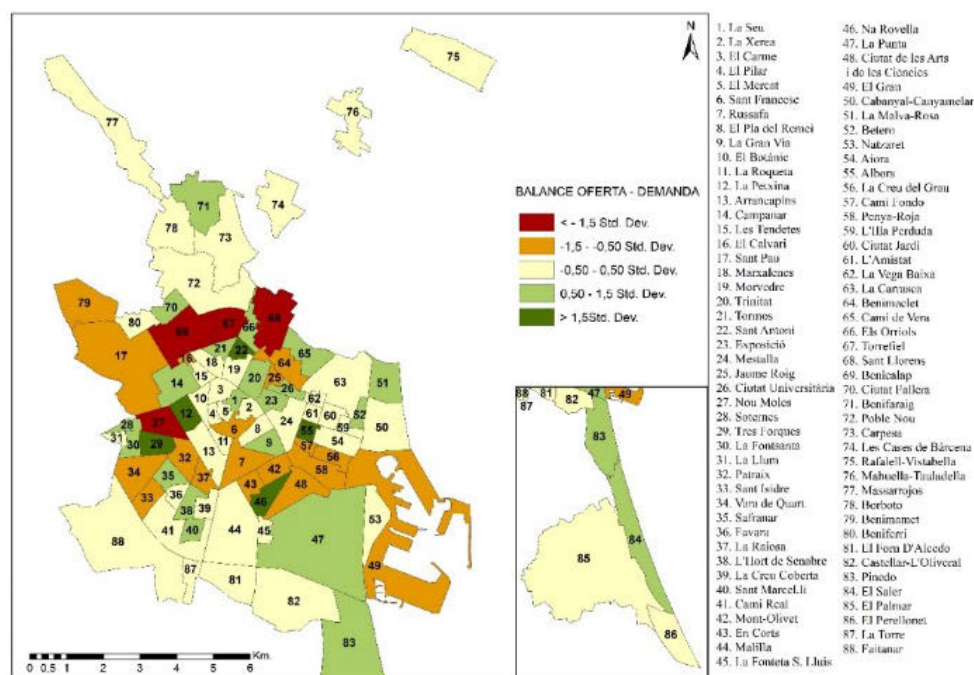 N
BALANCE OFERTA - DEMANDA
< - 1,5 Std. Dev.
-1,5 - -0,50 Std. Dev.
-0,50 - 0,50 Std. Dev.
0,50 - 1,5 Std. Dev.
> 1,5Std. Dev.
0 0,5 1 2 3 4 5 6 Km.
1. La Seu
2. La Xerea
3. El Carme
4. El Pilar
5. El Mercat
6. Sant Francesc
7. Russafa
8. El Pla del Remei
9. La Gran Via
10. El Botànic
11. La Roqueta
12. La Petxina
13. Arrancapins
14. Campanar
15. Les Tendetes
16. El Calvari
17. Sant Pau
18. Marxalenes
19. Morvedre
20. Trinitat
21. Tormos
22. Sant Antoni
23. Exposició
24. Mestalla
25. Jaume Roig
26. Ciutat Universitària
27. Nou Moles
28. Soternes
29. Tres Forques
30. La Fontsanta
31. La Llum
32. Patraix
33. Sant Isidre
34. Vara de Quart
35. Safranar
36. Favara
37. La Raiosa
38. L'Hort de Senabre
39. La Creu Coberta
40. Sant Marcel.lí
41. Camí Real
42. Mont-Olivet
43. En Corts
44. Malilla
45. La Fonteta S. Lluís
46. Na Rovella
47. La Punta
48. Ciutat de les Arts
i de les Ciències
49. El Grau
50. Cabanyal-Canyamelar
51. La Malva-Rosa
52. Beteró
53. Natzaret
54. Aiora
55. Albors
56. La Creu del Grau
57. Camí Fondo
58. Penya-Roja
59. L'Illa Perduda
60. Ciutat Jardí
61. L'Amistat
62. La Vega Baixa
63. La Carrasca
64. Benimaclet
65. Camí de Vera
66. Els Orriols
67. Torrefiel
68. Sant Llorens
69. Benicalap
70. Ciutat Fallera
71. Benifaraig
72. Poble Nou
73. Carpesa
74. Les Cases de Bàrcena
75. Rafalell-Vistabella
76. Mahuella-Tauladella
77. Massarrojos
78. Borbotó
79. Benimàmet
80. Beniferri
81. El Forn D'Alcedo
82. Castellar-L'Oliveral
83. Pinedo
84. El Saler
85. El Palmar
86. El Perellonet
87. La Torre
88. Faitanar